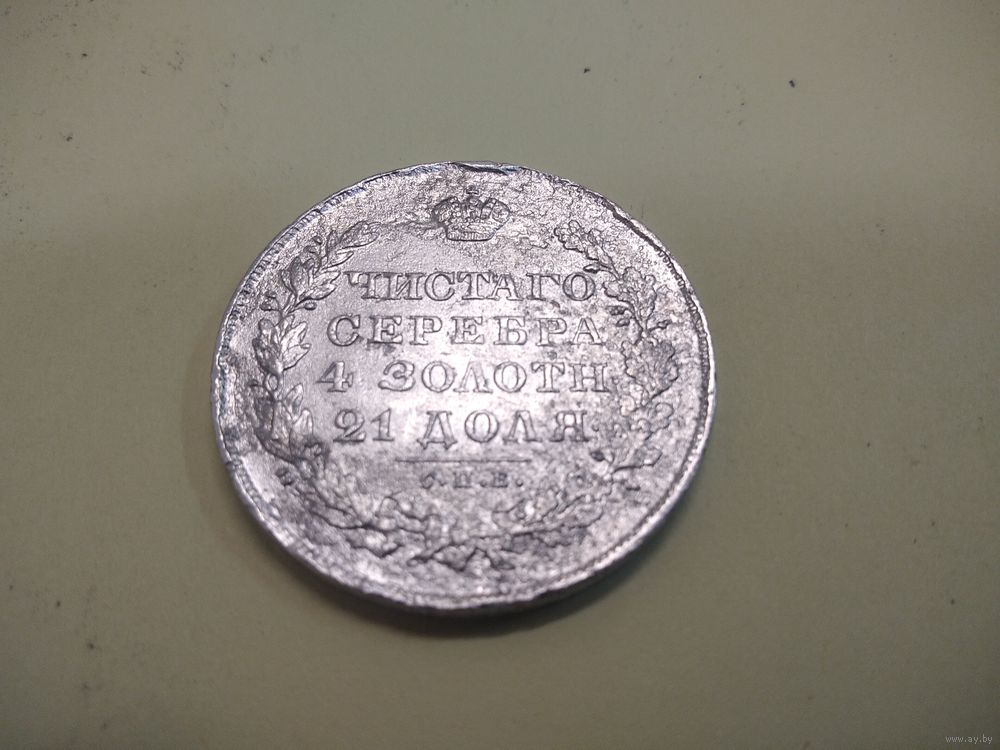 ЧИСТАГО
СЕРЕБРА
4 ЗОЛОТН
21 ДОЛЯ
С.П.Б.
www.ay.by